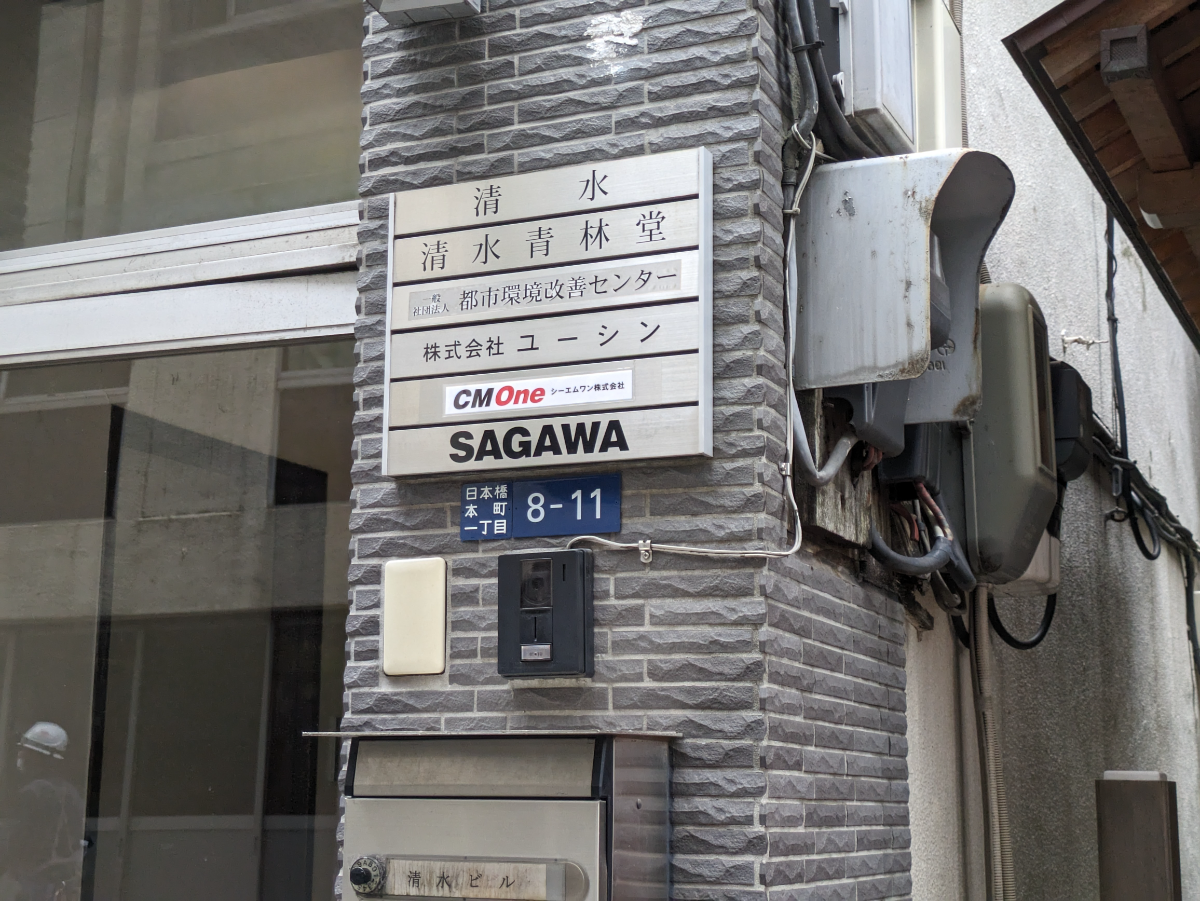 清水
清水青林堂
一般社団法人 都市環境改善センター
株式会社 ユーシン
CMOne シーエムワン株式会社
SAGAWA
日本橋
本町
一丁目
8-11
清水ビル